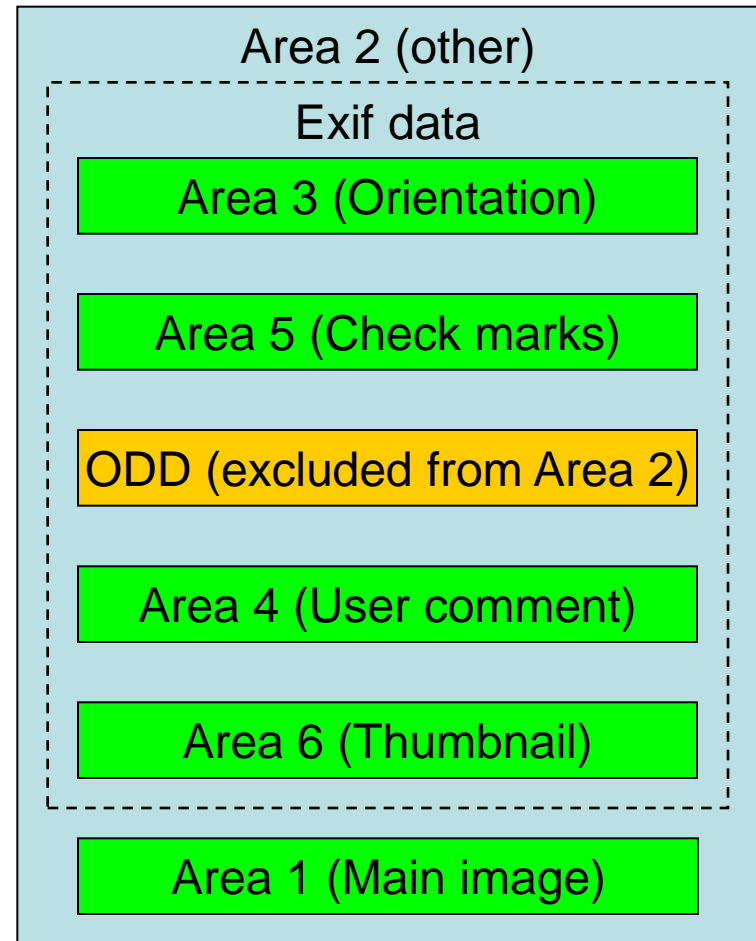 Area 2 (other)
Exif data
Area 3 (Orientation)
Area 5 (Check marks)
ODD (excluded from Area 2)
Area 4 (User comment)
Area 6 (Thumbnail)
Area 1 (Main image)